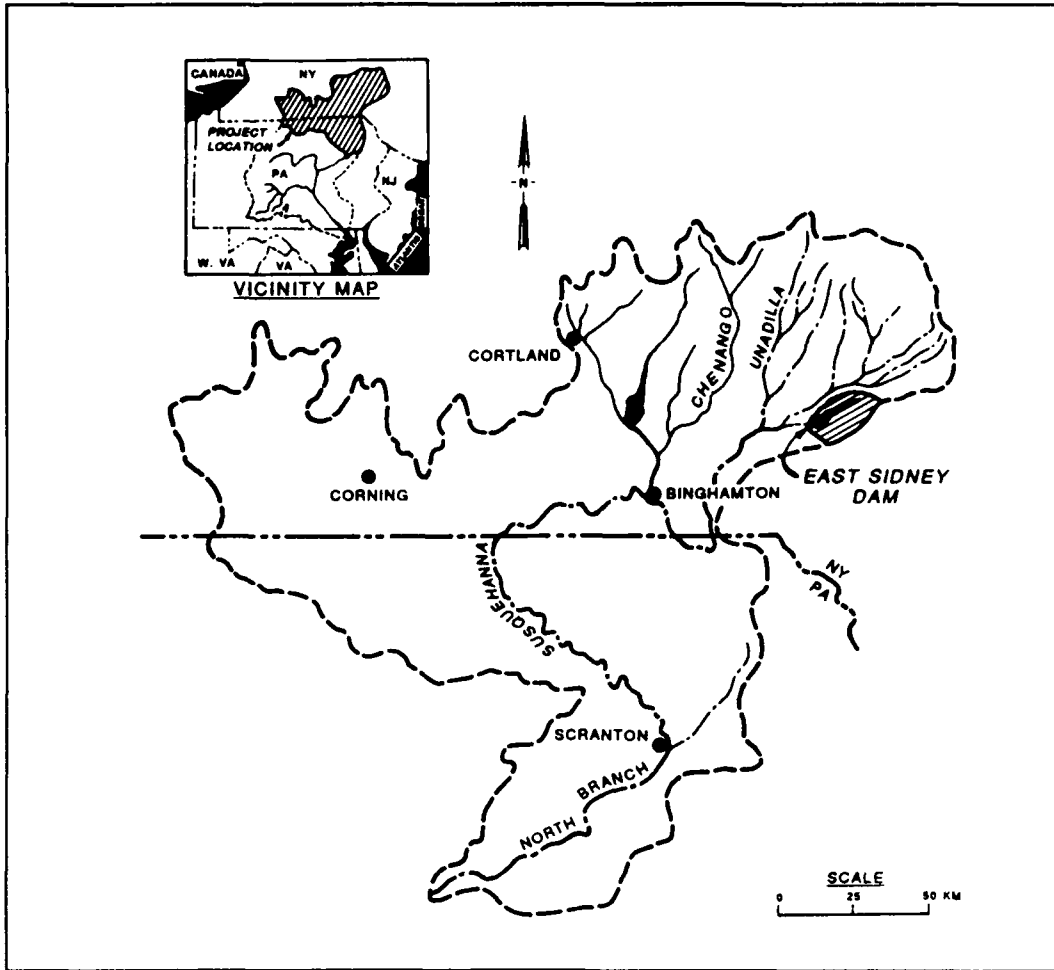 CANADA
NY
PROJECT
LOCATION
PA
NJ
W. VA
VA
VICINITY MAP
N
CORTLAND
CHENANGO
UNADILLA
CORNING
BINGHAMTON
EAST SIDNEY
DAM
NY
PA
SUSQUEHANNA
SCRANTON
NORTH BRANCH
SCALE
0 25 50 KM